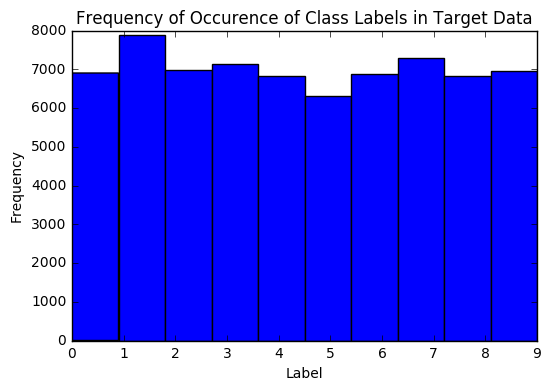 Frequency of Occurence of Class Labels in Target Data
8000
7000
6000
5000
4000
3000
2000
1000
0
Frequency
0 1 2 3 4 5 6 7 8 9
Label